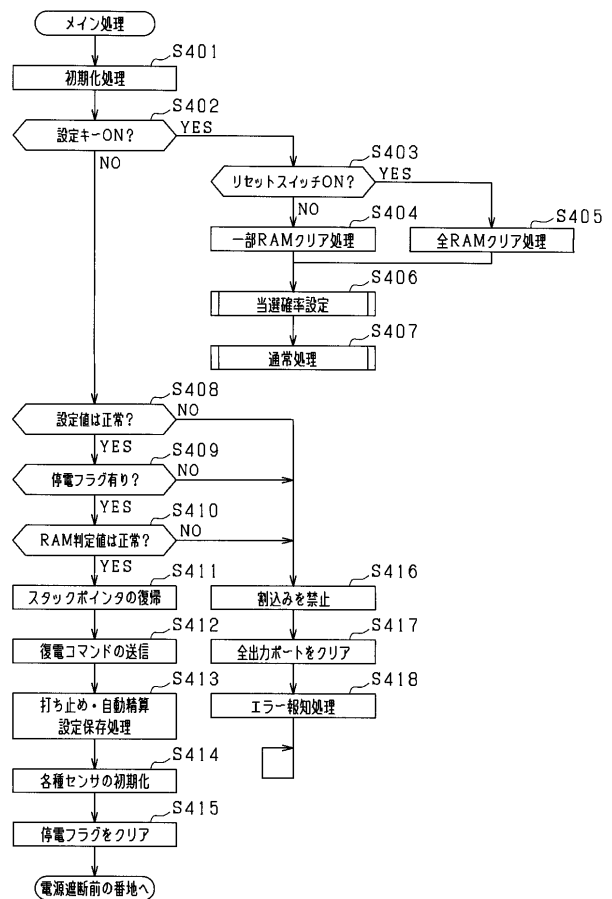 メイン処理
S401
初期化処理
S402
設定キーON?
YES
NO
S403
リセットスイッチON?
YES
NO
S404
一部RAMクリア処理
S405
全RAMクリア処理
S406
当選確率設定
S407
通常処理
S408
設定値は正常?
NO
YES
S409
停電フラグ有り?
NO
YES
S410
RAM判定値は正常?
NO
YES
S411
スタックポインタの復帰
S412
復電コマンドの送信
S413
打ち止め・自動精算
設定保存処理
S414
各種センサの初期化
S415
停電フラグをクリア
電源遮断前の番地へ
S416
割込みを禁止
S417
全出力ポートをクリア
S418
エラー報知処理